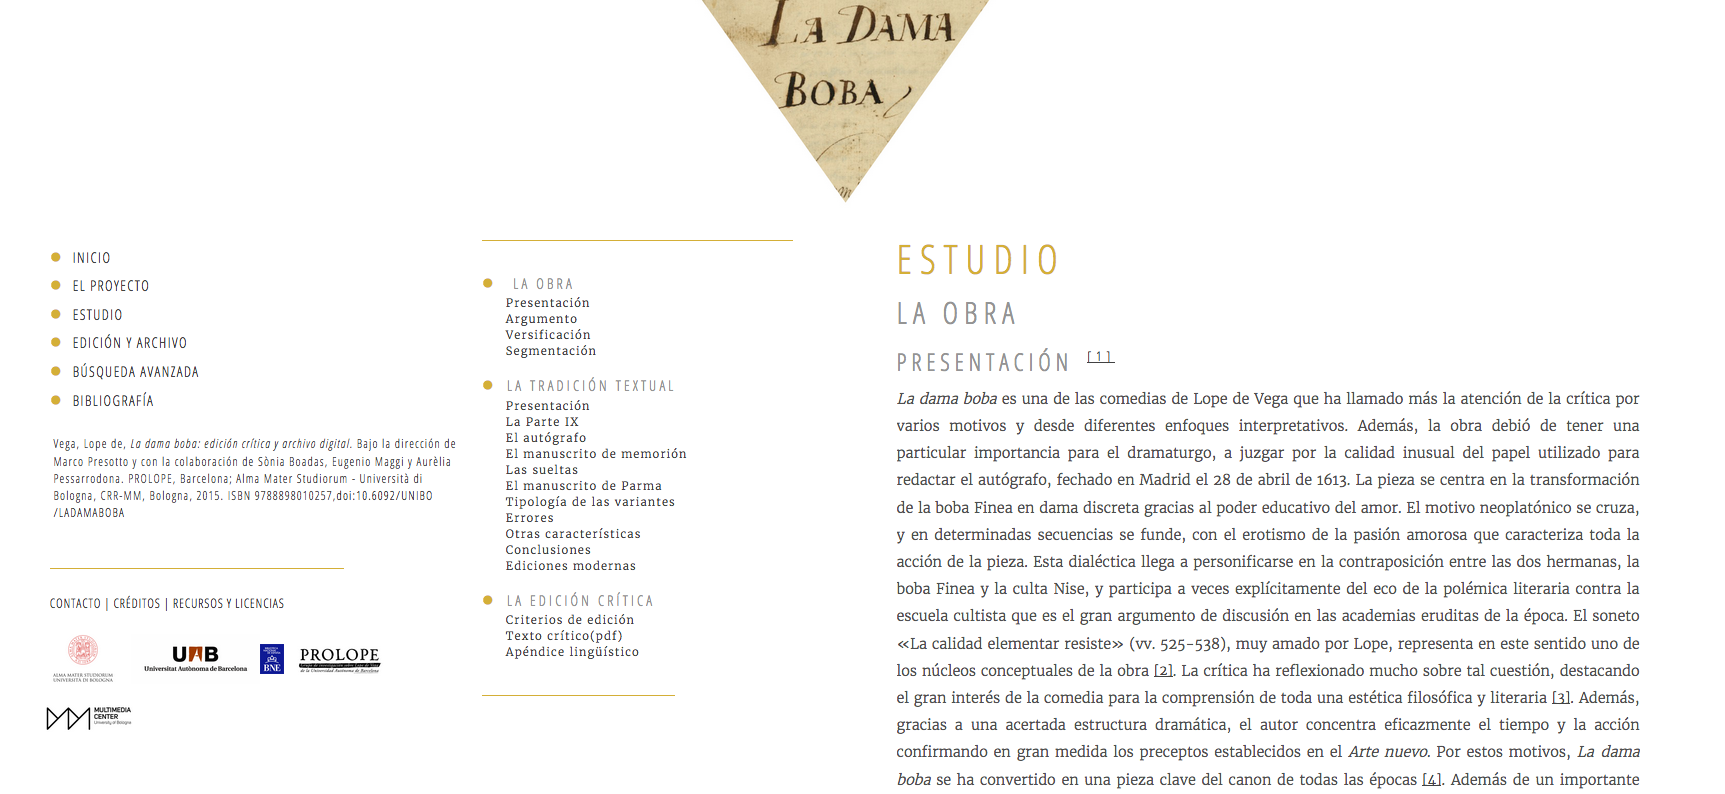 LA DAMA
BOBA
INICIO
EL PROYECTO
ESTUDIO
EDICIÓN Y ARCHIVO
BÚSQUEDA AVANZADA
BIBLIOGRAFÍA
Vega, Lope de, La dama boba: edición crítica y archivo digital. Bajo la dirección de
Marco Presotto y con la colaboración de Sònia Boadas, Eugenio Maggi y Aurèlia
Pessarrodona. PROLOPE, Barcelona; Alma Mater Studiorum - Università di
Bologna, CRR-MM, Bologna, 2015. ISBN 9788898010257,doi:10.6092/UNIBO
/LADAMABOBA
CONTACTO | CRÉDITOS | RECURSOS Y LICENCIAS
ALMA MATER STUDIORUM
UNIVERSITÀ DI BOLOGNA
UAB
Universitat Autònoma de Barcelona
BNE
PROLOPE
MULTIMEDIA
CENTER
University of Bologna
LA OBRA
Presentación
Argumento
Versificación
Segmentación
LA TRADICIÓN TEXTUAL
Presentación
La Parte IX
El autógrafo
El manuscrito de memorión
Las sueltas
El manuscrito de Parma
Tipología de las variantes
Errores
Otras características
Conclusiones
Ediciones modernas
LA EDICIÓN CRÍTICA
Criterios de edición
Texto crítico(pdf)
Apéndice lingüístico
ESTUDIO
LA OBRA
PRESENTACIÓN [1]
La dama boba es una de las comedias de Lope de Vega que ha llamado más la atención de la crítica por
varios motivos y desde diferentes enfoques interpretativos. Además, la obra debió de tener una
particular importancia para el dramaturgo, a juzgar por la calidad inusual del papel utilizado para
redactar el autógrafo, fechado en Madrid el 28 de abril de 1613. La pieza se centra en la transformación
de la boba Finea en dama discreta gracias al poder educativo del amor. El motivo neoplatónico se cruza,
y en determinadas secuencias se funde, con el erotismo de la pasión amorosa que caracteriza toda la
acción de la pieza. Esta dialéctica llega a personificarse en la contraposición entre las dos hermanas, la
boba Finea y la culta Nise, y participa a veces explícitamente del eco de la polémica literaria contra la
escuela cultista que es el gran argumento de discusión en las academias eruditas de la época. El soneto
«La calidad elementar resiste» (vv. 525-538), muy amado por Lope, representa en este sentido uno de
los núcleos conceptuales de la obra [2]. La crítica ha reflexionado mucho sobre tal cuestión, destacando
el gran interés de la comedia para la comprensión de toda una estética filosófica y literaria [3]. Además,
gracias a una acertada estructura dramática, el autor concentra eficazmente el tiempo y la acción
confirmando en gran medida los preceptos establecidos en el Arte nuevo. Por estos motivos, La dama
boba se ha convertido en una pieza clave del canon de todas las épocas [4]. Además de un importante